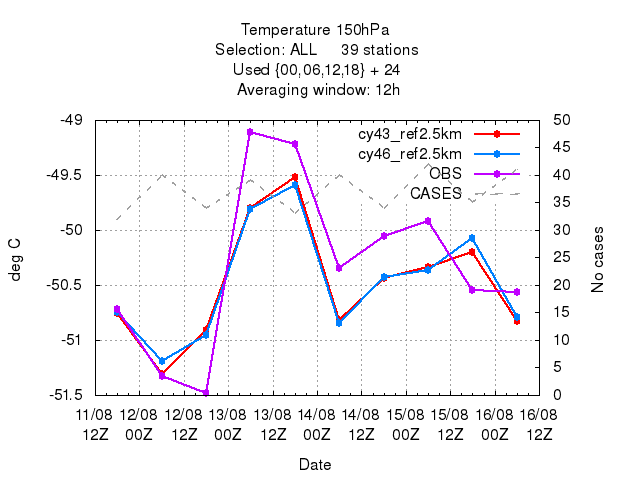 Temperature 150hPa
Selection: ALL 39 stations
Used {00,06,12,18} + 24
Averaging window: 12h
-49 50
cy43_ref2.5km
45
cy46_ref2.5km
OBS 40
CASES
35
-50 30
deg C No cases
25
-50.5 20
15
-51 10
5
-51.5 0
11/08 12/08 12/08 13/08 13/08 14/08 14/08 15/08 15/08 16/08 16/08
12Z 00Z 12Z 00Z 12Z 00Z 12Z 00Z 12Z 00Z 12Z
Date